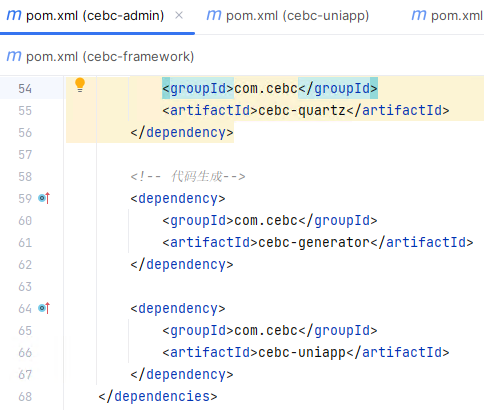 m pom.xml (cebc-admin) × m pom.xml (cebc-uniapp) m pom.xml
m pom.xml (cebc-framework)
54 <groupId>com.cebc</groupId>
55 <artifactId>cebc-quartz</artifactId>
56 </dependency>
57
58 <!-- 代码生成-->
59 <dependency>
60 <groupId>com.cebc</groupId>
61 <artifactId>cebc-generator</artifactId>
62 </dependency>
63
64 <dependency>
65 <groupId>com.cebc</groupId>
66 <artifactId>cebc-uniapp</artifactId>
67 </dependency>
68 </dependencies>